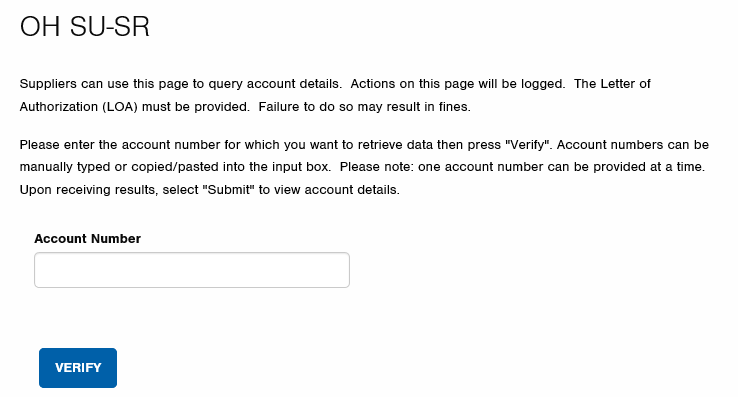 OH SU-SR
Suppliers can use this page to query account details.  Actions on this page will be logged.  The Letter of
Authorization (LOA) must be provided.  Failure to do so may result in fines.
Please enter the account number for which you want to retrieve data then press "Verify". Account numbers can be
manually typed or copied/pasted into the input box.  Please note: one account number can be provided at a time.
Upon receiving results, select "Submit" to view account details.
Account Number
VERIFY